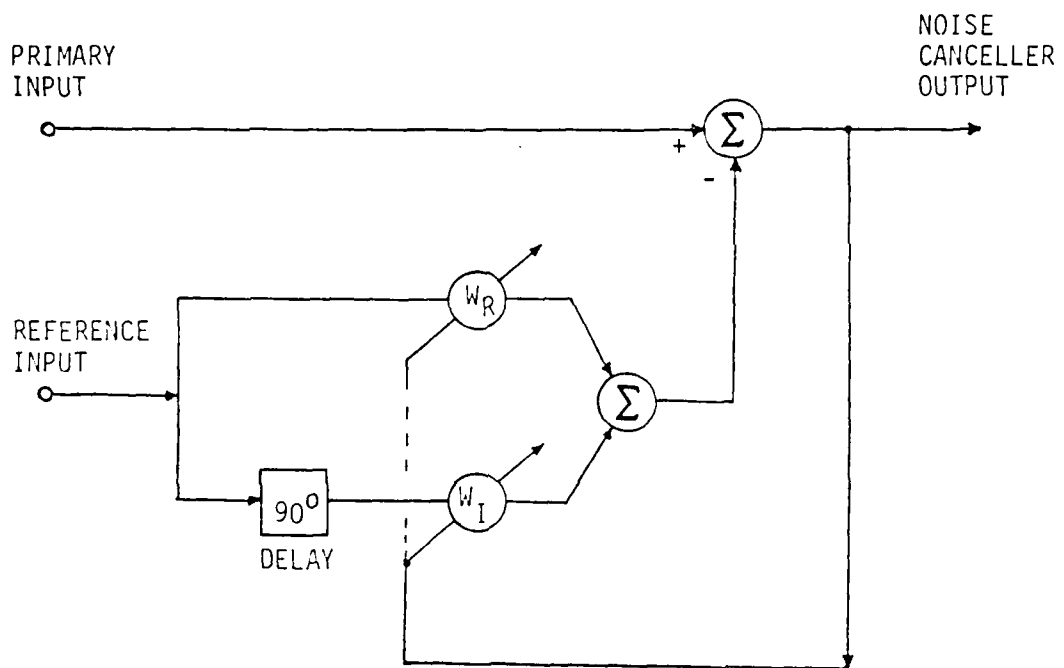 NOISE
CANCELLER
OUTPUT
PRIMARY
INPUT
Σ
+
-
W_R
REFERENCE
INPUT
Σ
W_I
90°
DELAY